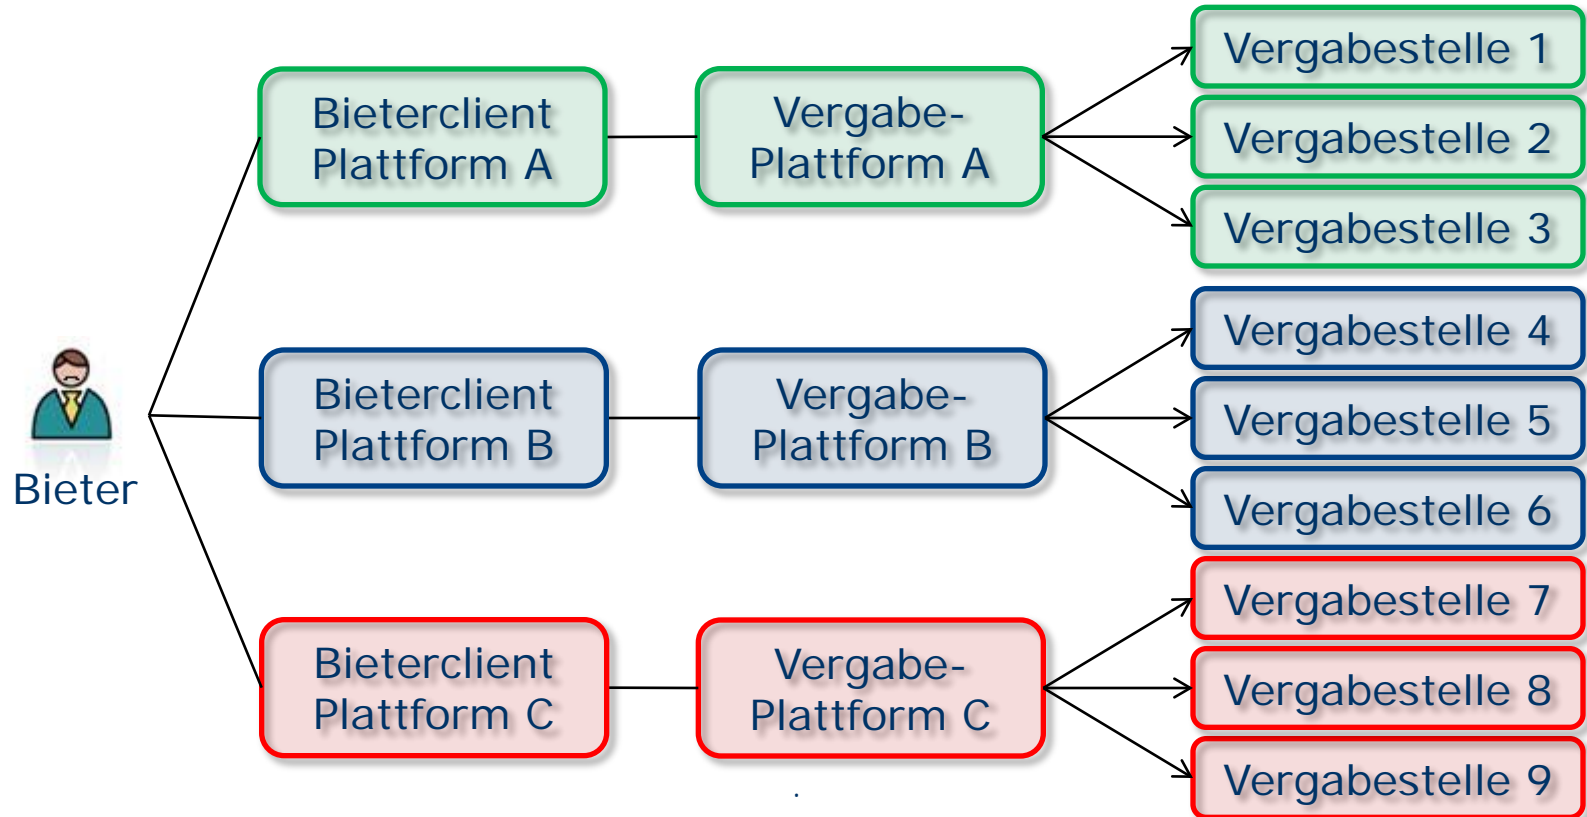 Bieter
Bieterclient
Plattform A
Vergabe-
Plattform A
Vergabestelle 1
Vergabestelle 2
Vergabestelle 3
Bieterclient
Plattform B
Vergabe-
Plattform B
Vergabestelle 4
Vergabestelle 5
Vergabestelle 6
Bieterclient
Plattform C
Vergabe-
Plattform C
Vergabestelle 7
Vergabestelle 8
Vergabestelle 9
.